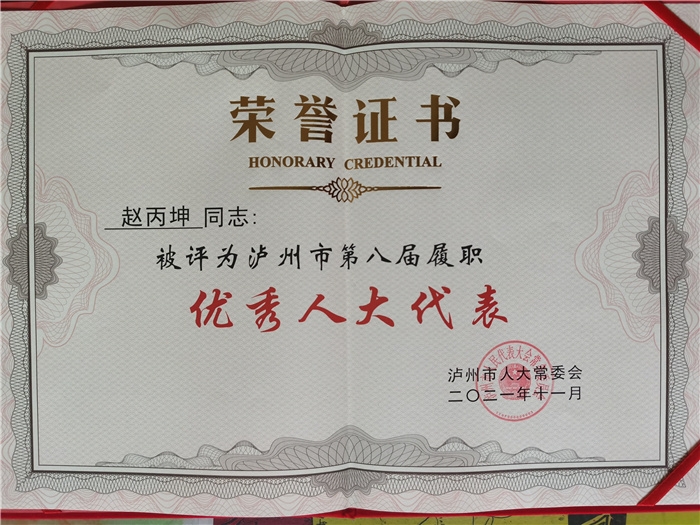 荣誉证书
HONORARY CREDENTIAL
赵丙坤 同志:
被评为泸州市第八届履职
优秀人大代表
泸州市人大常委会
二〇二一年十一月